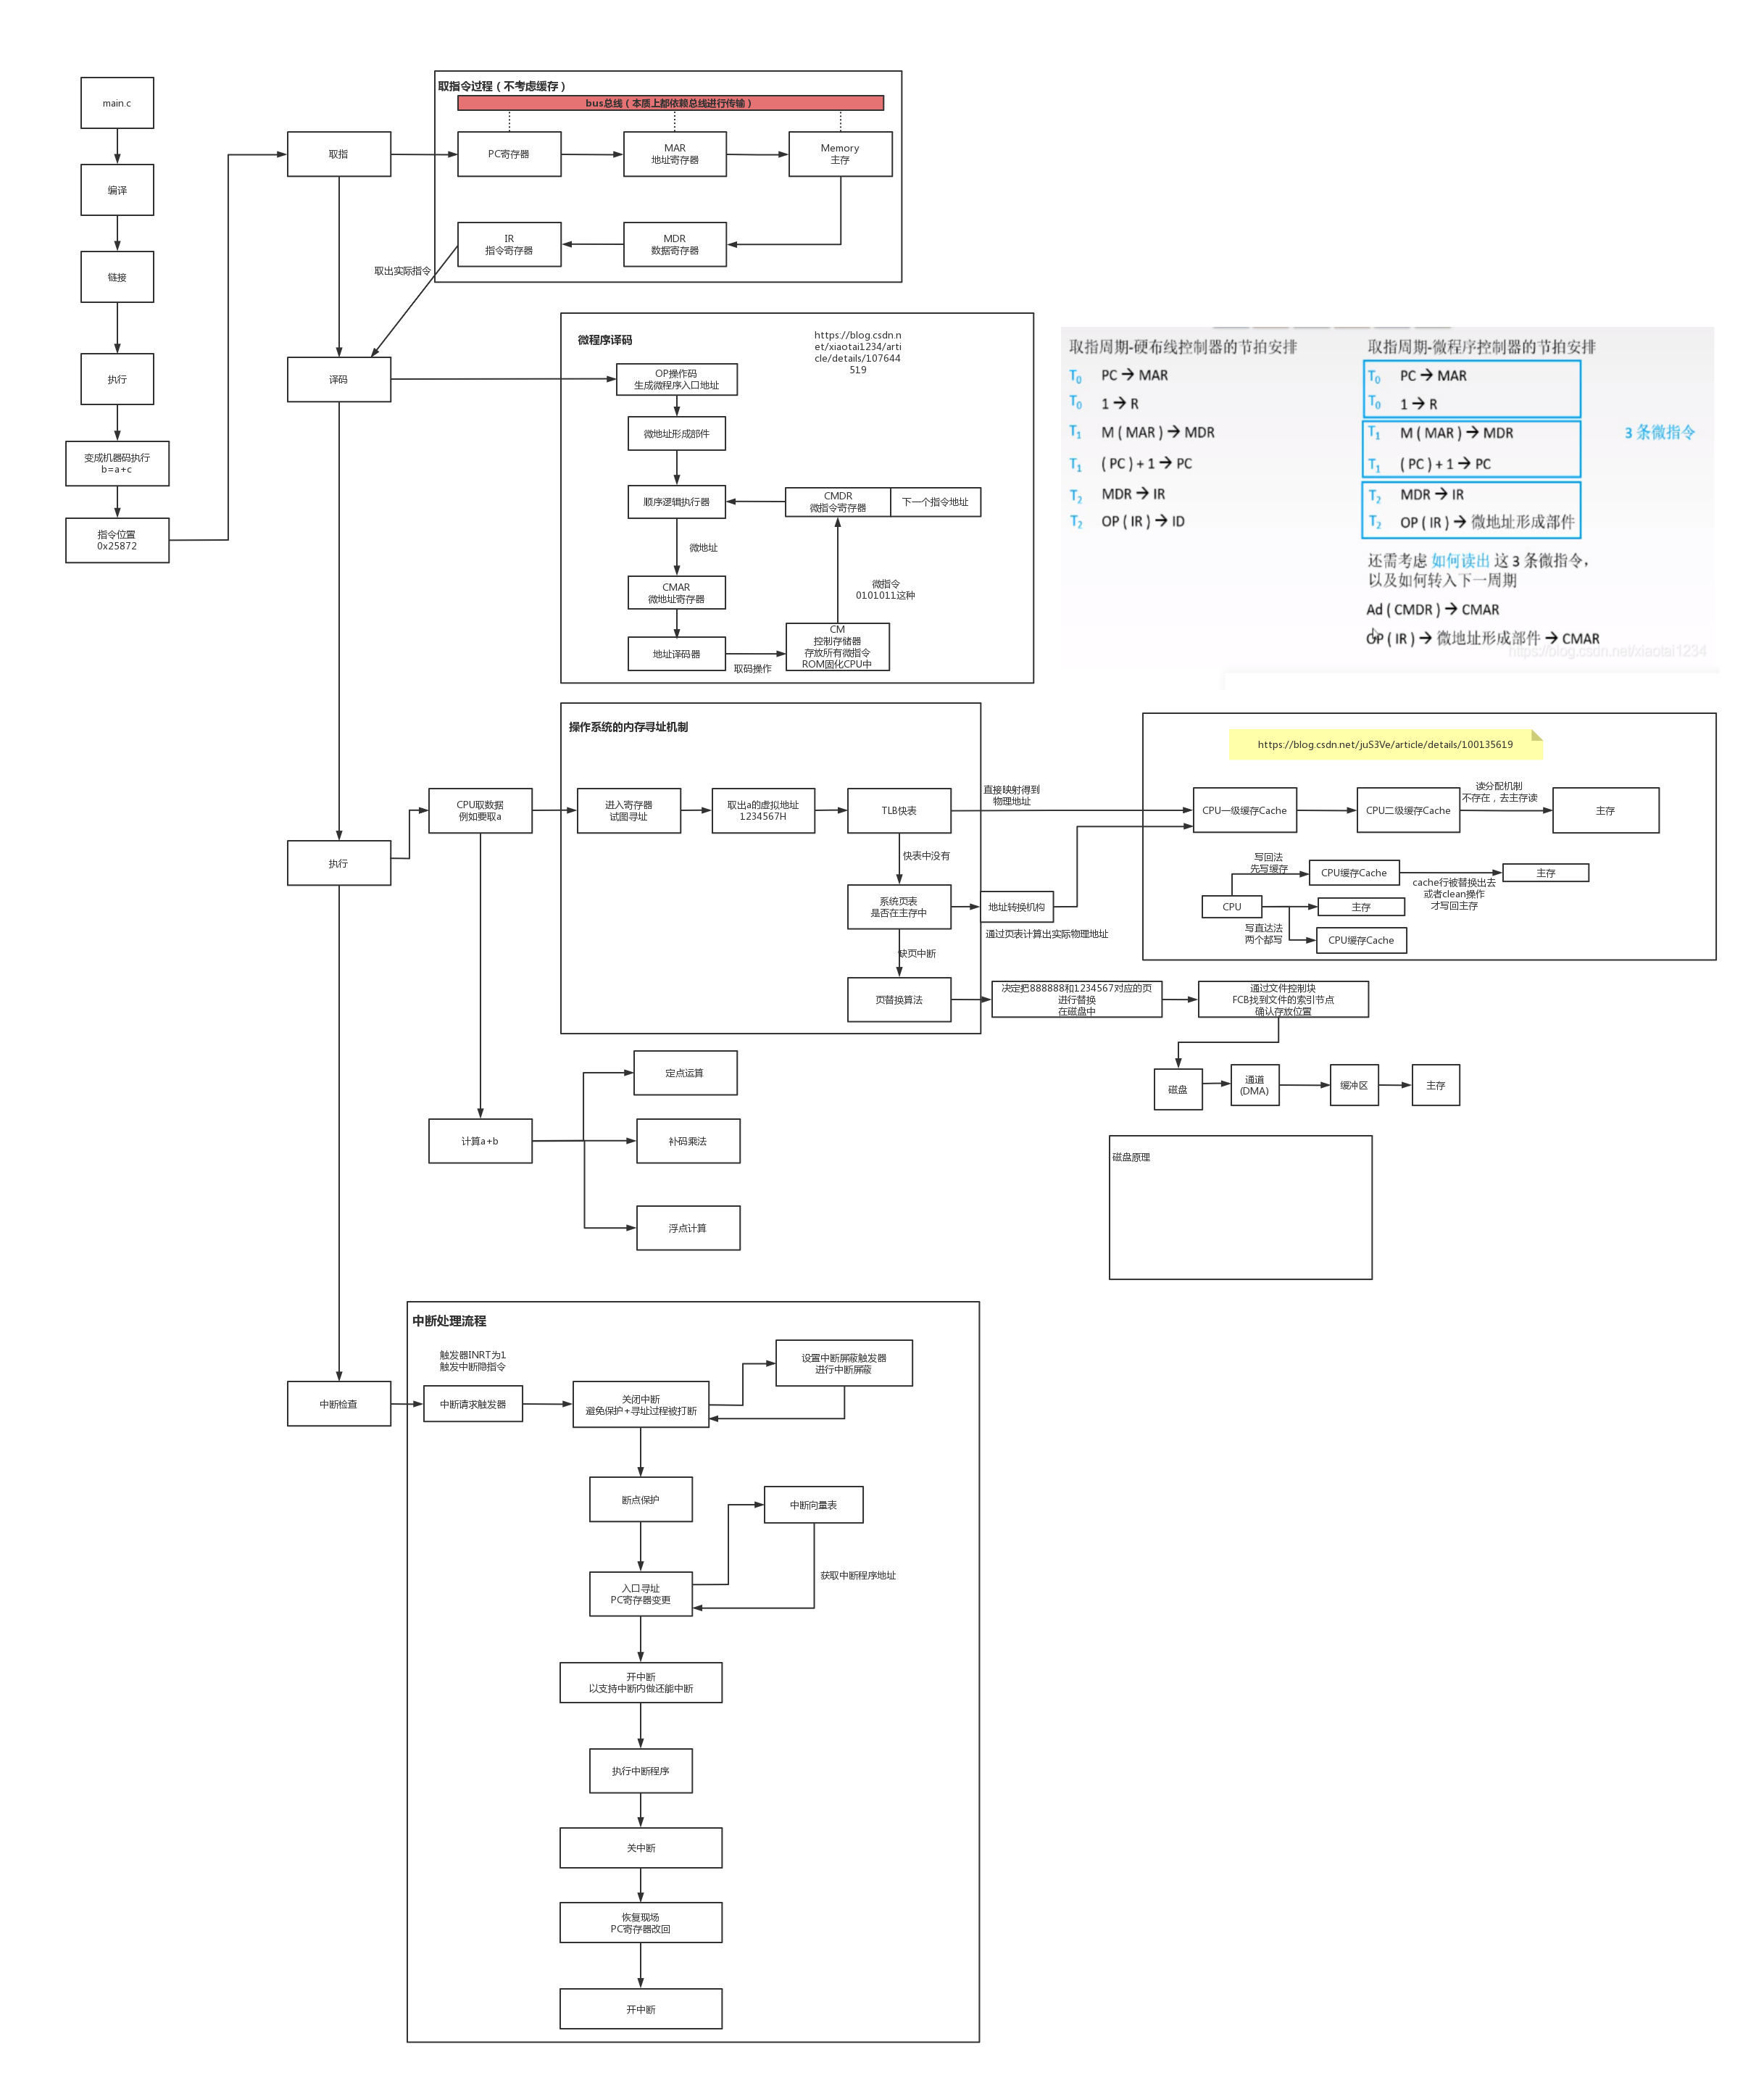 main.c
编译
链接
执行
变成机器码执行
b=a+c
指令位置
0x25872
取指
取指令过程（不考虑缓存）
bus总线（本质上都依赖总线进行传输）
PC寄存器
MAR
地址寄存器
Memory
主存
IR
指令寄存器
MDR
数据寄存器
取出实际指令
译码
微程序译码
https://blog.csdn.n
et/xiaotai1234/arti
cle/details/107644
519
OP操作码
生成微程序入口地址
微地址形成部件
顺序逻辑执行器
CMDR
微指令寄存器
下一个指令地址
微地址
CMAR
微地址寄存器
微指令
0101011这种
地址译码器
取码操作
CM
控制存储器
存放所有微指令
ROM固化CPU中
取指周期-硬布线控制器的节拍安排
T0 PC → MAR
T0 1 → R
T1 M ( MAR ) → MDR
T1 ( PC ) + 1 → PC
T2 MDR → IR
T2 OP ( IR ) → ID
取指周期-微程序控制器的节拍安排
T0 PC → MAR
T0 1 → R
T1 M ( MAR ) → MDR
T1 ( PC ) + 1 → PC
T2 MDR → IR
T2 OP ( IR ) → 微地址形成部件
3 条微指令
还需考虑 如何读出 这 3 条微指令，
以及如何转入下一周期
Ad ( CMDR ) → CMAR
OP ( IR ) → 微地址形成部件 → CMAR
https://blog.csdn.net/xiaotai1234
执行
CPU取数据
例如要取a
操作系统的内存寻址机制
进入寄存器
试图寻址
取出a的虚拟地址
1234567H
TLB快表
直接映射得到
物理地址
快表中没有
系统页表
是否在主存中
地址转换机构
通过页表计算出实际物理地址
缺页中断
页替换算法
https://blog.csdn.net/juS3Ve/article/details/100135619
CPU一级缓存Cache
CPU二级缓存Cache
读分配机制
不存在，去主存读
主存
写回法
先写缓存
CPU缓存Cache
cache行被替换出去
或者clean操作
才写回主存
主存
CPU
主存
写直达法
两个都写
CPU缓存Cache
决定把888888和1234567对应的页
进行替换
在磁盘中
通过文件控制块
FCB找到文件的索引节点
确认存放位置
磁盘
通道
(DMA)
缓冲区
主存
磁盘原理
计算a+b
定点运算
补码乘法
浮点计算
中断检查
中断处理流程
触发器INRT为1
触发中断隐指令
中断请求触发器
关闭中断
避免保护+寻址过程被打断
设置中断屏蔽触发器
进行中断屏蔽
断点保护
中断向量表
入口寻址
PC寄存器变更
获取中断程序地址
开中断
以支持中断内做还能中断
执行中断程序
关中断
恢复现场
PC寄存器改回
开中断